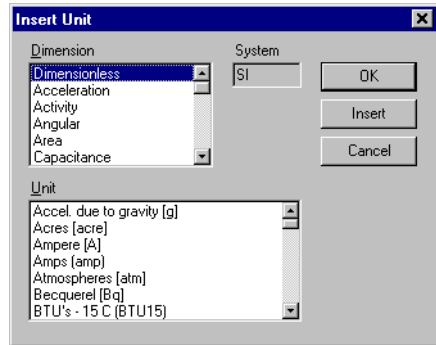 Insert Unit
Dimension
System
Dimensionless
Acceleration
Activity
Angular
Area
Capacitance
SI
OK
Insert
Cancel
Unit
Accel. due to gravity [g]
Acres [acre]
Ampere [A]
Amps (amp)
Atmospheres [atm]
Becquerel [Bq]
BTU's - 15 C (BTU15)